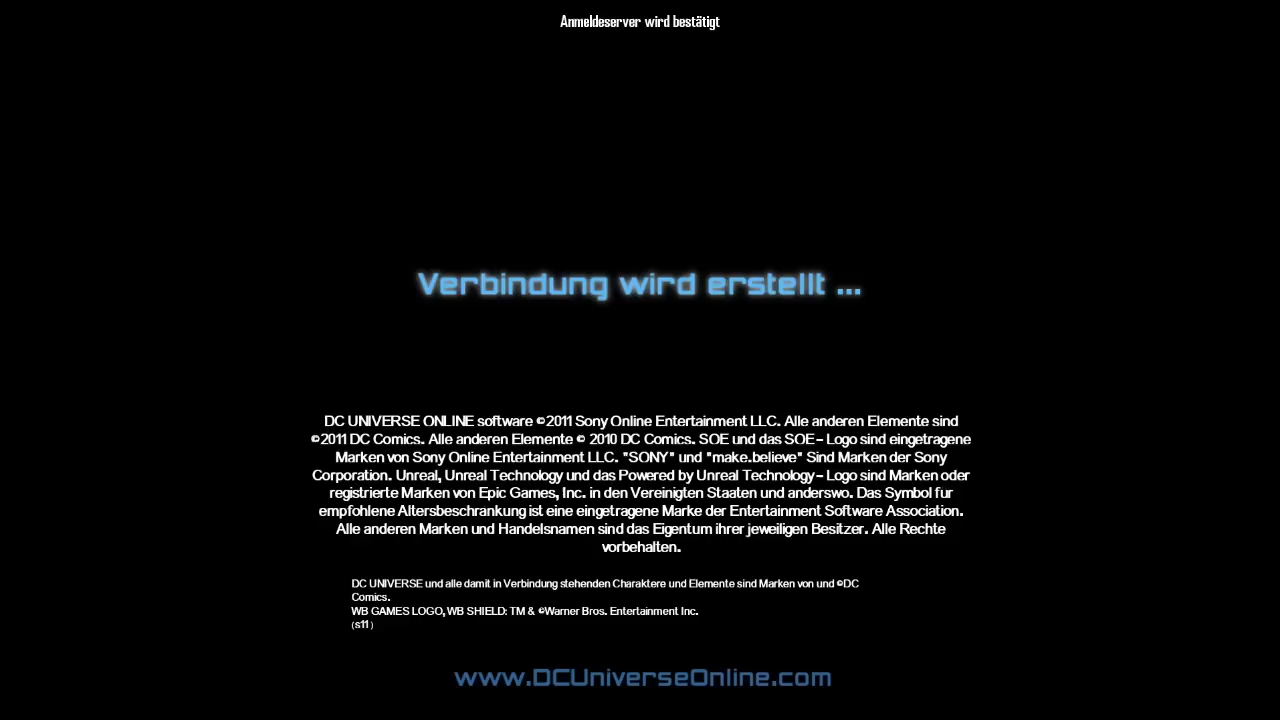 Anmeldeserver wird bestätigt
Verbindung wird erstellt ...
DC UNIVERSE ONLINE software ©2011 Sony Online Entertainment LLC. Alle anderen Elemente sind
©2011 DC Comics. Alle anderen Elemente © 2010 DC Comics. SOE und das SOE- Logo sind eingetragene
Marken von Sony Online Entertainment LLC. "SONY" und "make.believe" Sind Marken der Sony
Corporation. Unreal, Unreal Technology und das Powered by Unreal Technology- Logo sind Marken oder
registrierte Marken von Epic Games, Inc. in den Vereinigten Staaten und anderswo. Das Symbol fur
empfohlene Altersbeschrankung ist eine eingetragene Marke der Entertainment Software Association.
Alle anderen Marken und Handelsnamen sind das Eigentum ihrer jeweiligen Besitzer. Alle Rechte
vorbehalten.
DC UNIVERSE und alle damit in Verbindung stehenden Charaktere und Elemente sind Marken von und ©DC
Comics.
WB GAMES LOGO, WB SHIELD: TM & ©Warner Bros. Entertainment Inc.
(s11)
www.DCUniverseOnline.com